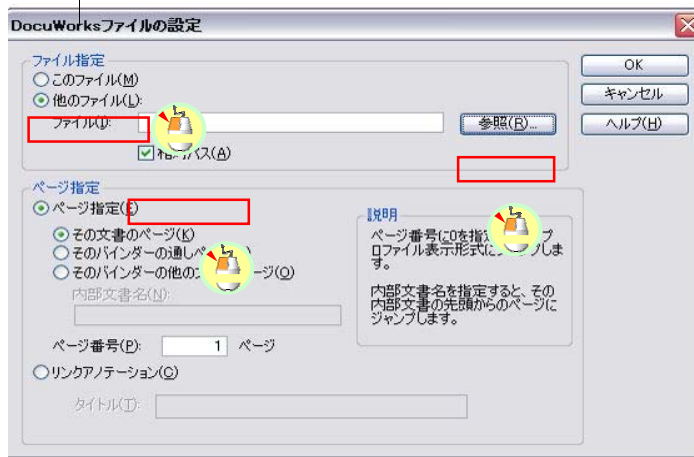 DocuWorksファイルの設定
ファイル指定
このファイル(M)
他のファイル(L):
ファイル(I):
参照(R)...
パス(A)
OK
キャンセル
ヘルプ(H)
ページ指定
ページ指定(E)
その文書のページ(K)
そのバインダーの通しペ
そのバインダーの他の
ージ(O)
内部文書名(N):
ページ番号(P): 1 ページ
リンクアノテーション(C)
タイトル(T):
説明
ページ番号に0を指定
プ
ロファイル表示形式に
プしま
す。
内部文書名を指定すると、その
内部文書の先頭からのページに
ジャンプします。